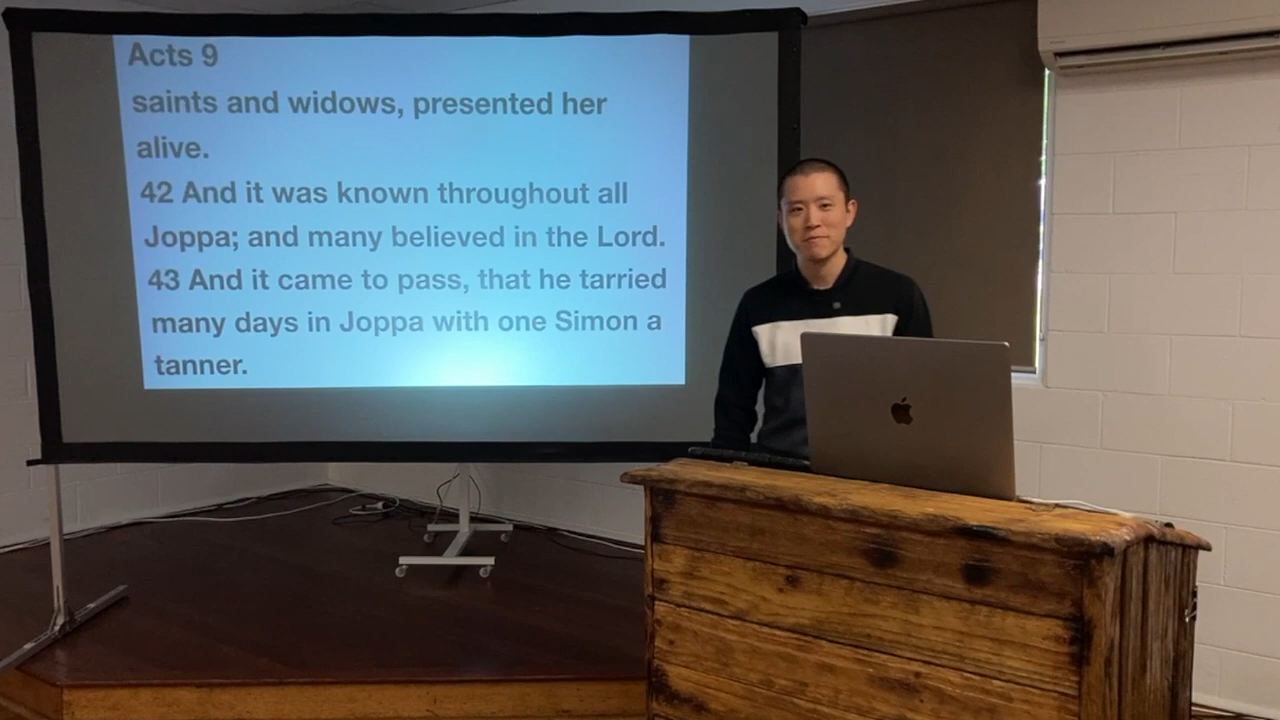 Acts 9
saints and widows, presented her
alive.
42 And it was known throughout all
Joppa; and many believed in the Lord.
43 And it came to pass, that he tarried
many days in Joppa with one Simon a
tanner.